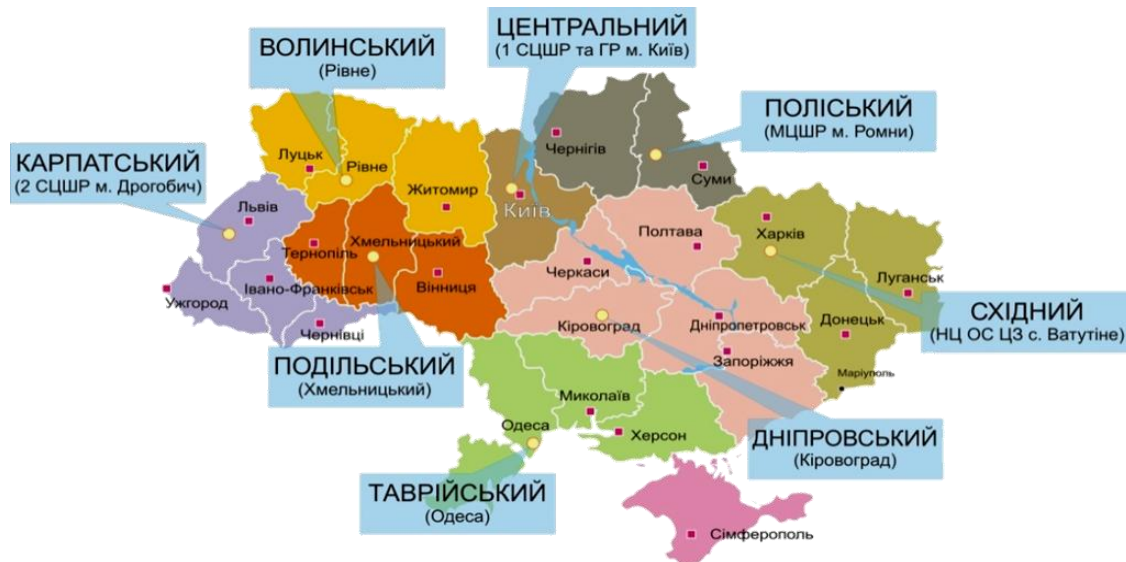 ЦЕНТРАЛЬНИЙ
(1 СЦШР та ГР м. Київ)
ВОЛИНСЬКИЙ
(Рівне)
ПОЛІСЬКИЙ
(МЦШР м. Ромни)
КАРПАТСЬКИЙ
(2 СЦШР м. Дрогобич)
Чернігів
Луцьк
Рівне
Суми
Житомир
Київ
Львів
Харків
Полтава
Хмельницький
Тернопіль
Черкаси
Луганськ
Івано-Франківськ
Вінниця
Ужгород
СХІДНИЙ
(НЦ ОС ЦЗ с. Ватутіне)
Чернівці
Кіровоград
Дніпропетровськ
Донецьк
Запоріжжя
ПОДІЛЬСЬКИЙ
(Хмельницький)
Маріуполь
Миколаїв
Одеса
Херсон
ДНІПРОВСЬКИЙ
(Кіровоград)
ТАВРІЙСЬКИЙ
(Одеса)
Сімферополь